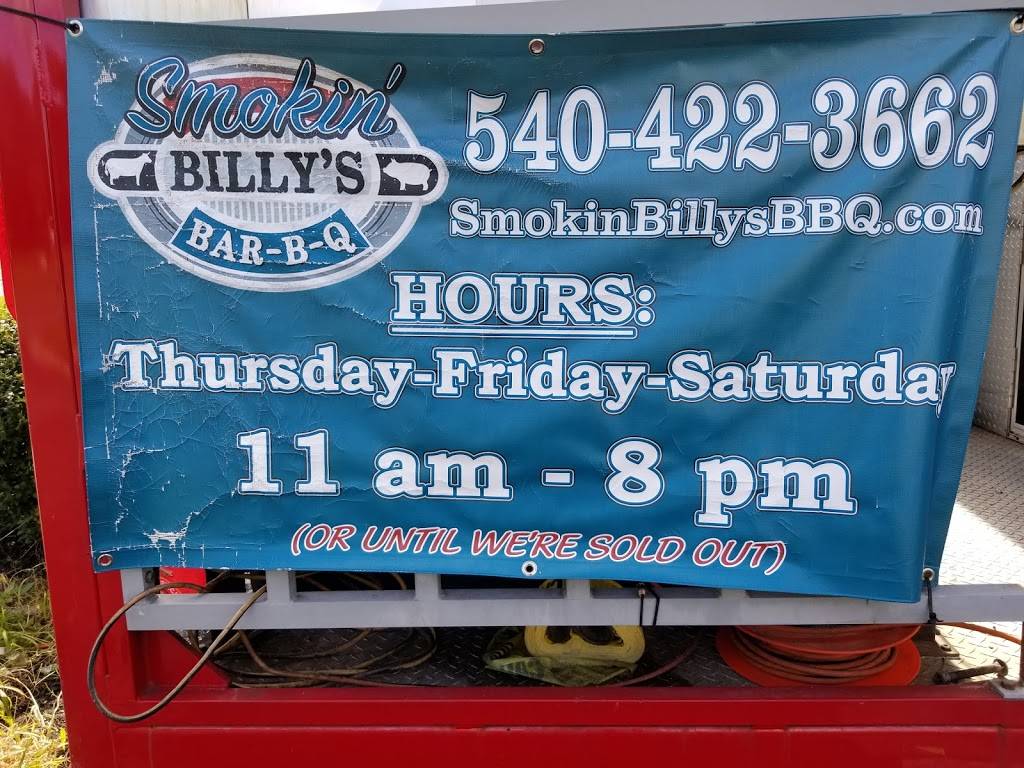 Smokin'
BILLY'S
BAR-B-Q
540-422-3662
SmokinBillysBBQ.com
HOURS:
Thursday-Friday-Saturday
11 am - 8 pm
(OR UNTIL WE'RE SOLD OUT)